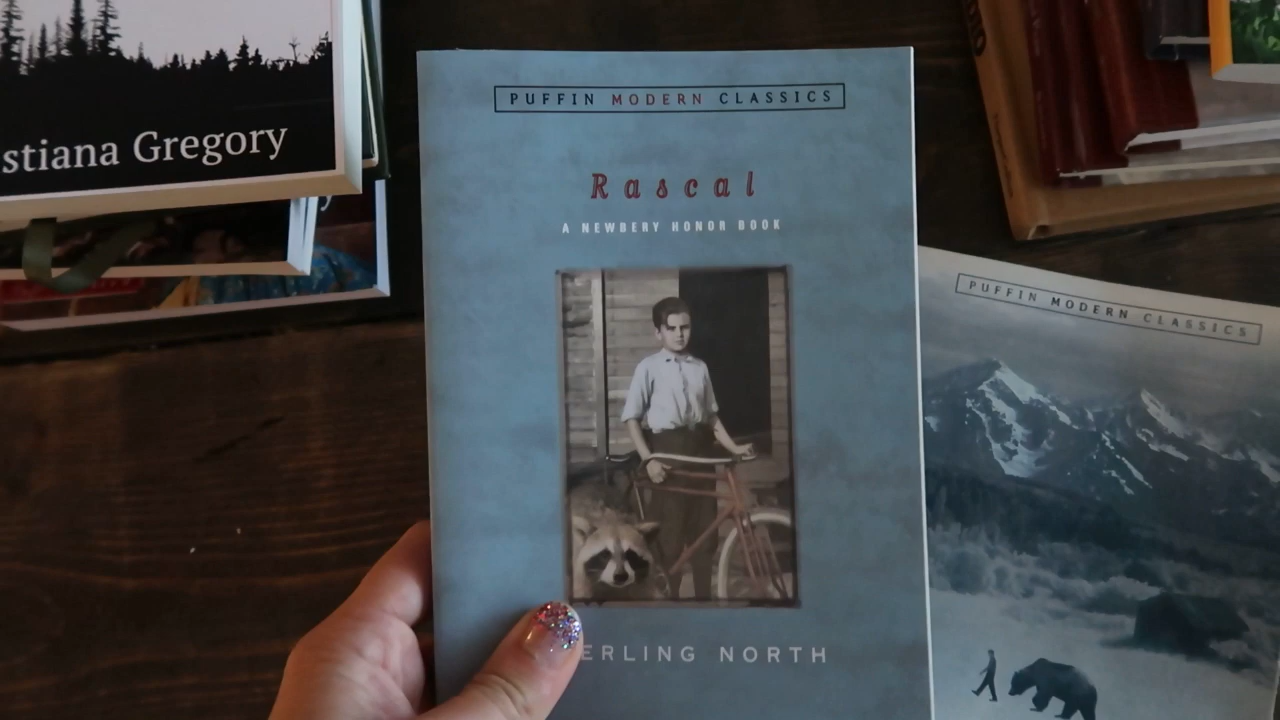 stiana Gregory
PUFFIN MODERN CLASSICS
Rascal
A NEWBERY HONOR BOOK
ERLING NORTH
PUFFIN MODERN CLASSICS